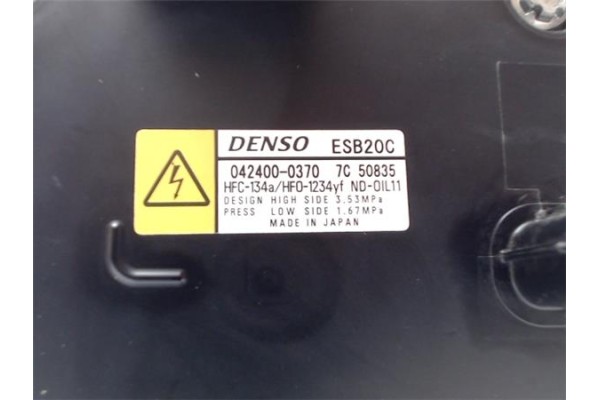 DENSO ESB20C
042400-0370 7C 50835
HFC-134a/HFO-1234yf ND-OIL11
DESIGN HIGH SIDE 3.53MPa
PRESS LOW SIDE 1.67MPa
MADE IN JAPAN